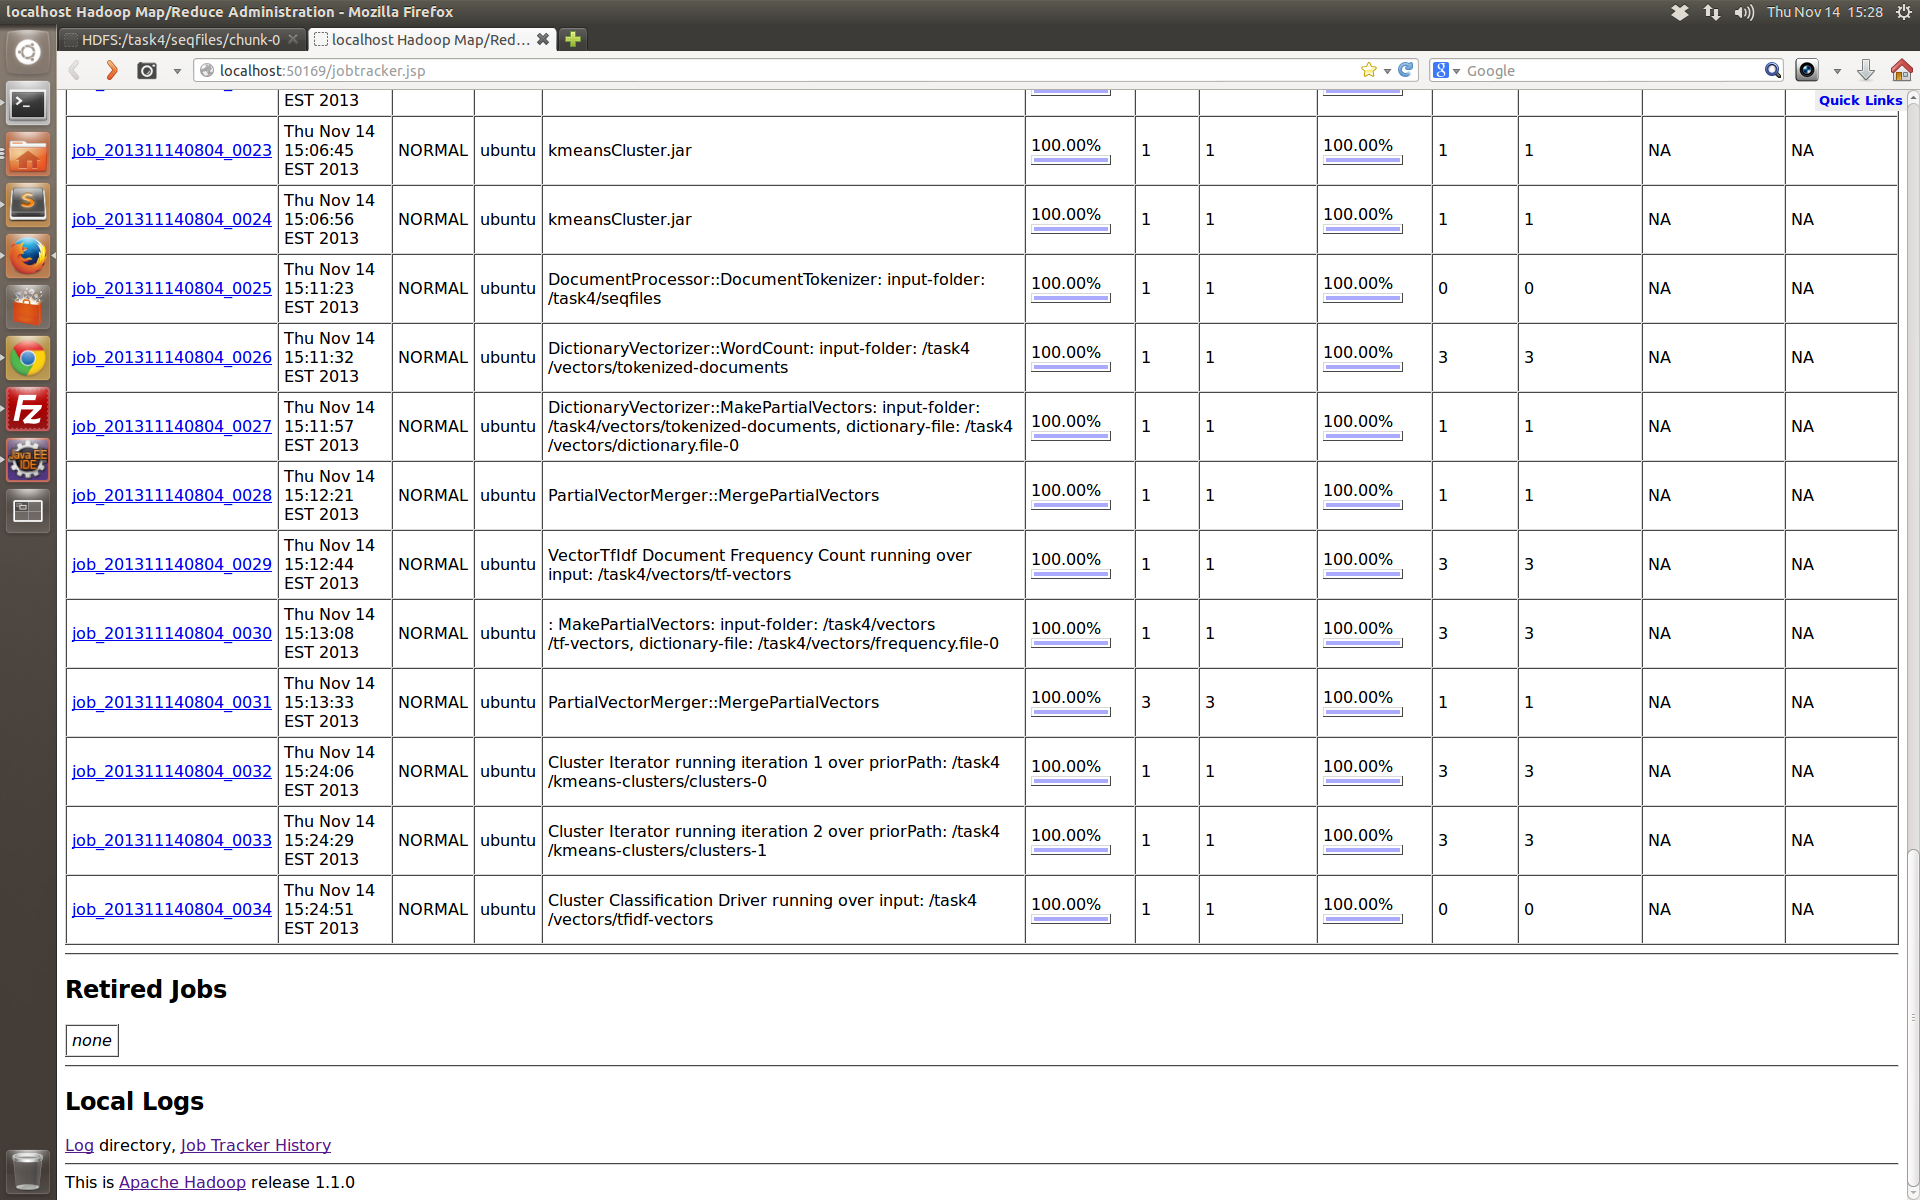 localhost Hadoop Map/Reduce Administration - Mozilla Firefox
Thu Nov 14 15:28
HDFS:/task4/seqfiles/chunk-0
localhost Hadoop Map/Red...
localhost:50169/jobtracker.jsp
Google
Quick Links
EST 2013
job_201311140804_0023
Thu Nov 14
15:06:45
EST 2013
NORMAL
ubuntu
kmeansCluster.jar
100.00%
1
1
100.00%
1
1
NA
NA
job_201311140804_0024
Thu Nov 14
15:06:56
EST 2013
NORMAL
ubuntu
kmeansCluster.jar
100.00%
1
1
100.00%
1
1
NA
NA
job_201311140804_0025
Thu Nov 14
15:11:23
EST 2013
NORMAL
ubuntu
DocumentProcessor::DocumentTokenizer: input-folder:
/task4/seqfiles
100.00%
1
1
100.00%
0
0
NA
NA
job_201311140804_0026
Thu Nov 14
15:11:32
EST 2013
NORMAL
ubuntu
DictionaryVectorizer::WordCount: input-folder: /task4
/vectors/tokenized-documents
100.00%
1
1
100.00%
3
3
NA
NA
job_201311140804_0027
Thu Nov 14
15:11:57
EST 2013
NORMAL
ubuntu
DictionaryVectorizer::MakePartialVectors: input-folder:
/task4/vectors/tokenized-documents, dictionary-file: /task4
/vectors/dictionary.file-0
100.00%
1
1
100.00%
1
1
NA
NA
job_201311140804_0028
Thu Nov 14
15:12:21
EST 2013
NORMAL
ubuntu
PartialVectorMerger::MergePartialVectors
100.00%
1
1
100.00%
1
1
NA
NA
job_201311140804_0029
Thu Nov 14
15:12:44
EST 2013
NORMAL
ubuntu
VectorTfIdf Document Frequency Count running over
input: /task4/vectors/tf-vectors
100.00%
1
1
100.00%
3
3
NA
NA
job_201311140804_0030
Thu Nov 14
15:13:08
EST 2013
NORMAL
ubuntu
: MakePartialVectors: input-folder: /task4/vectors
/tf-vectors, dictionary-file: /task4/vectors/frequency.file-0
100.00%
1
1
100.00%
3
3
NA
NA
job_201311140804_0031
Thu Nov 14
15:13:33
EST 2013
NORMAL
ubuntu
PartialVectorMerger::MergePartialVectors
100.00%
3
3
100.00%
1
1
NA
NA
job_201311140804_0032
Thu Nov 14
15:24:06
EST 2013
NORMAL
ubuntu
Cluster Iterator running iteration 1 over priorPath: /task4
/kmeans-clusters/clusters-0
100.00%
1
1
100.00%
3
3
NA
NA
job_201311140804_0033
Thu Nov 14
15:24:29
EST 2013
NORMAL
ubuntu
Cluster Iterator running iteration 2 over priorPath: /task4
/kmeans-clusters/clusters-1
100.00%
1
1
100.00%
3
3
NA
NA
job_201311140804_0034
Thu Nov 14
15:24:51
EST 2013
NORMAL
ubuntu
Cluster Classification Driver running over input: /task4
/vectors/tfidf-vectors
100.00%
1
1
100.00%
0
0
NA
NA
Retired Jobs
none
Local Logs
Log directory, Job Tracker History
This is Apache Hadoop release 1.1.0